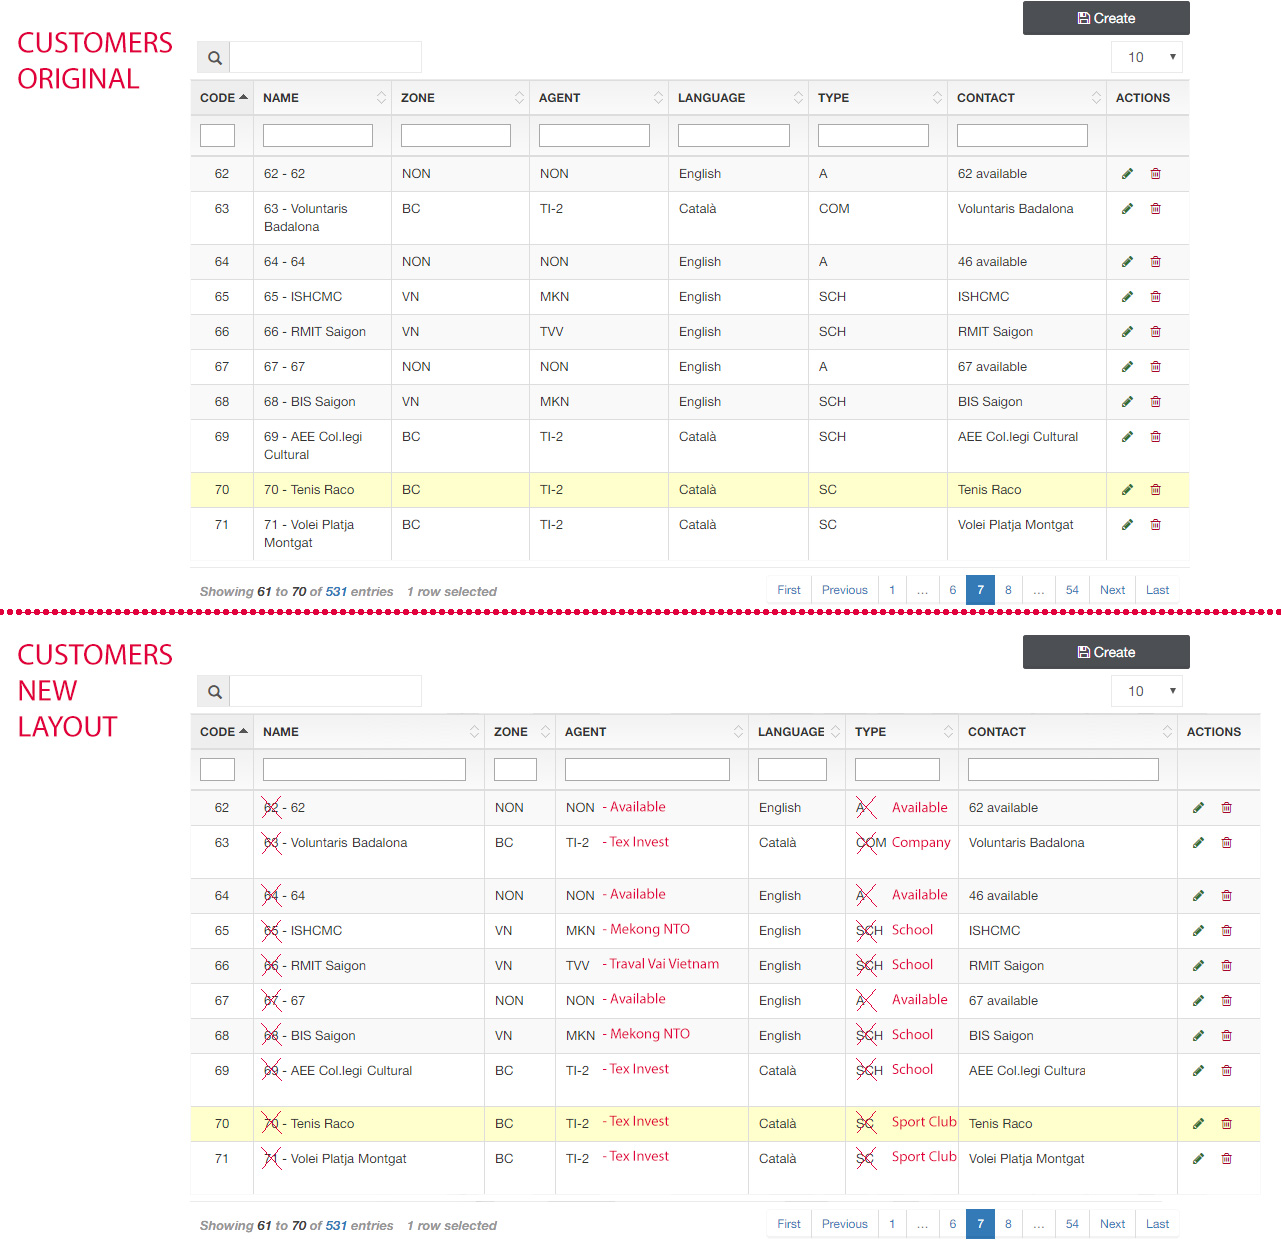 CUSTOMERS
ORIGINAL
Create
10
CODE NAME ZONE AGENT LANGUAGE TYPE CONTACT ACTIONS
62 62 - 62 NON NON English A 62 available
63 63 - Voluntaris BC TI-2 Català COM Voluntaris Badalona
Badalona
64 64 - 64 NON NON English A 46 available
65 65 - ISHCMC VN MKN English SCH ISHCMC
66 66 - RMIT Saigon VN TVV English SCH RMIT Saigon
67 67 - 67 NON NON English A 67 available
68 68 - BIS Saigon VN MKN English SCH BIS Saigon
69 69 - AEE Col.legi BC TI-2 Català SCH AEE Col.legi Cultural
Cultural
70 70 - Tenis Raco BC TI-2 Català SC Tenis Raco
71 71 - Volei Platja BC TI-2 Català SC Volei Platja Montgat
Montgat
Showing 61 to 70 of 531 entries 1 row selected First Previous 1 ... 6 7 8 ... 54 Next Last
CUSTOMERS
NEW
LAYOUT
Create
10
CODE NAME ZONE AGENT LANGUAGE TYPE CONTACT ACTIONS
62 62 - 62 NON NON - Available English A Available 62 available
63 63 - Voluntaris Badalona BC TI-2 - Tex Invest Català COM Company Voluntaris Badalona
64 64 - 64 NON NON - Available English A Available 46 available
65 65 - ISHCMC VN MKN - Mekong NTO English SCH School ISHCMC
66 66 - RMIT Saigon VN TVV - Traval Vai Vietnam English SCH School RMIT Saigon
67 67 - 67 NON NON - Available English A Available 67 available
68 68 - BIS Saigon VN MKN - Mekong NTO English SCH School BIS Saigon
69 69 - AEE Col.legi Cultural BC TI-2 - Tex Invest Català SCH School AEE Col.legi Cultura
70 70 - Tenis Raco BC TI-2 - Tex Invest Català SC Sport Club Tenis Raco
71 71 - Volei Platja Montgat BC TI-2 - Tex Invest Català SC Sport Club Volei Platja Montgat
Showing 61 to 70 of 531 entries 1 row selected First Previous 1 ... 6 7 8 ... 54 Next Last